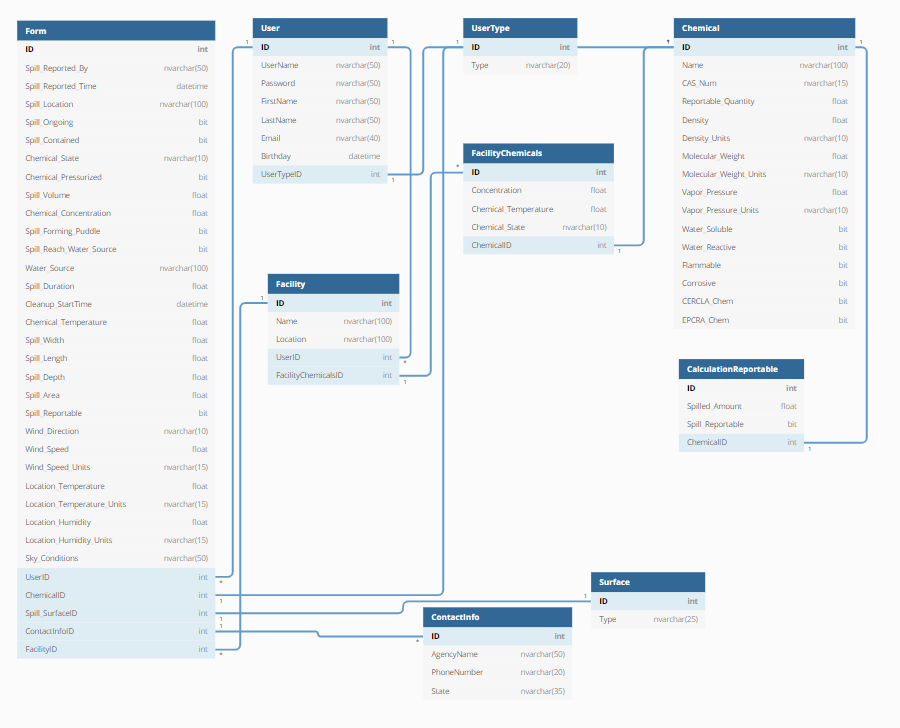 Form
ID int
Spill_Reported_By nvarchar(50)
Spill_Reported_Time datetime
Spill_Location nvarchar(100)
Spill_Ongoing bit
Spill_Contained bit
Chemical_State nvarchar(10)
Chemical_Pressurized bit
Spill_Volume float
Chemical_Concentration float
Spill_Forming_Puddle bit
Spill_Reach_Water_Source bit
Water_Source nvarchar(100)
Spill_Duration float
Cleanup_StartTime datetime
Chemical_Temperature float
Spill_Width float
Spill_Length float
Spill_Depth float
Spill_Area float
Spill_Reportable bit
Wind_Direction nvarchar(10)
Wind_Speed float
Wind_Speed_Units nvarchar(15)
Location_Temperature float
Location_Temperature_Units nvarchar(15)
Location_Humidity float
Location_Humidity_Units nvarchar(15)
Sky_Conditions nvarchar(50)
UserID int
*
ChemicalID int
1
Spill_SurfaceID int
1
ContactInfoID int
1
FacilityID int
*
User
1 ID int 1
UserName nvarchar(50)
Password nvarchar(50)
FirstName nvarchar(50)
LastName nvarchar(50)
Email nvarchar(40)
Birthday datetime
UserTypeID int
1
Facility
1 ID int
Name nvarchar(100)
Location nvarchar(100)
UserID int
*
FacilityChemicalsID int
1
UserType
1 ID int
Type nvarchar(20)
FacilityChemicals
* ID int
Concentration float
Chemical_Temperature float
Chemical_State nvarchar(10)
ChemicalID int
1
Chemical
ID int 1
Name nvarchar(100)
CAS_Num nvarchar(15)
Reportable_Quantity float
Density float
Density_Units nvarchar(10)
Molecular_Weight float
Molecular_Weight_Units nvarchar(10)
Vapor_Pressure float
Vapor_Pressure_Units nvarchar(10)
Water_Soluble bit
Water_Reactive bit
Flammable bit
Corrosive bit
CERCLA_Chem bit
EPCRA_Chem bit
CalculationReportable
ID int
Spilled_Amount float
Spill_Reportable bit
ChemicalID int
1
Surface
1 ID int
Type nvarchar(25)
ContactInfo
* ID int
AgencyName nvarchar(50)
PhoneNumber nvarchar(20)
State nvarchar(35)